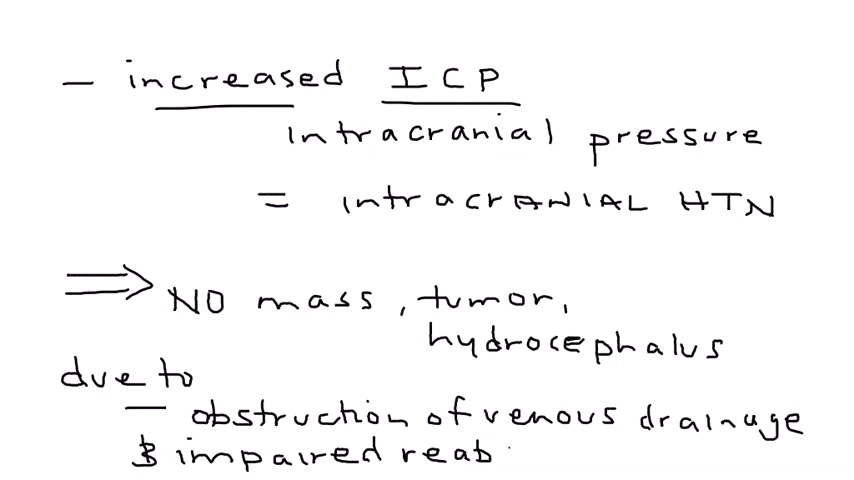 — increased ICP
intracranial pressure
= intracRANIAL HTN
⟹ NO mass, tumor,
hydrocephalus
due to
— obstruction of venous drainage
& impaired reab